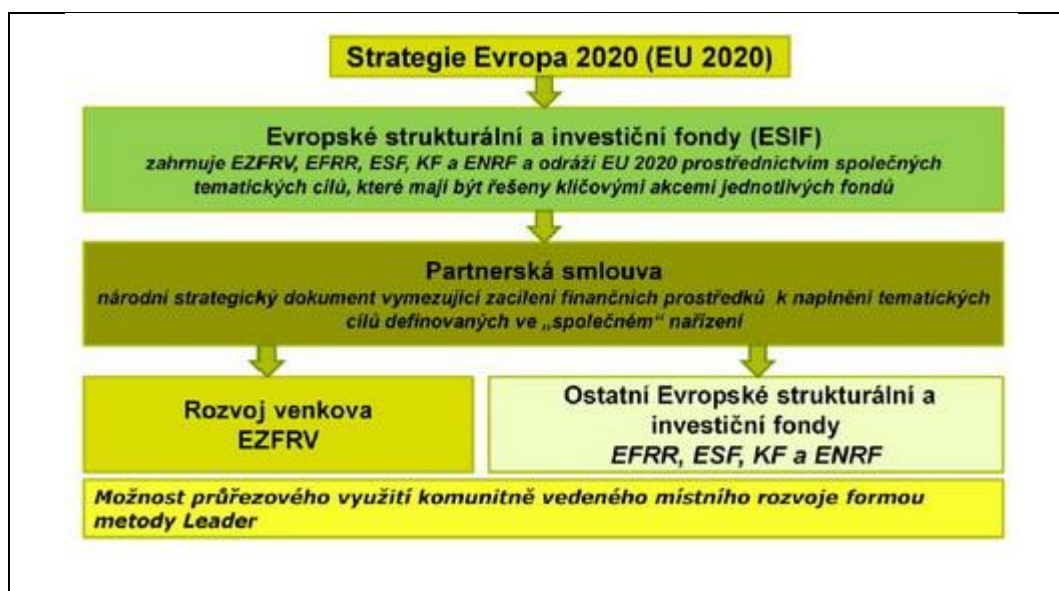 Strategie Evropa 2020 (EU 2020)
Evropské strukturální a investiční fondy (ESIF)
zahrnuje EZFRV, EFRR, ESF, KF a ENRF a odráží EU 2020 prostřednictvím společných
tematických cílů, které mají být řešeny klíčovými akcemi jednotlivých fondů
Partnerská smlouva
národní strategický dokument vymezující zacílení finančních prostředků k naplnění tematických
cílů definovaných ve „společném“ nařízení
Rozvoj venkova
EZFRV
Ostatní Evropské strukturální a
investiční fondy
EFRR, ESF, KF a ENRF
Možnost průřezového využití komunitně vedeného místního rozvoje formou
metody Leader